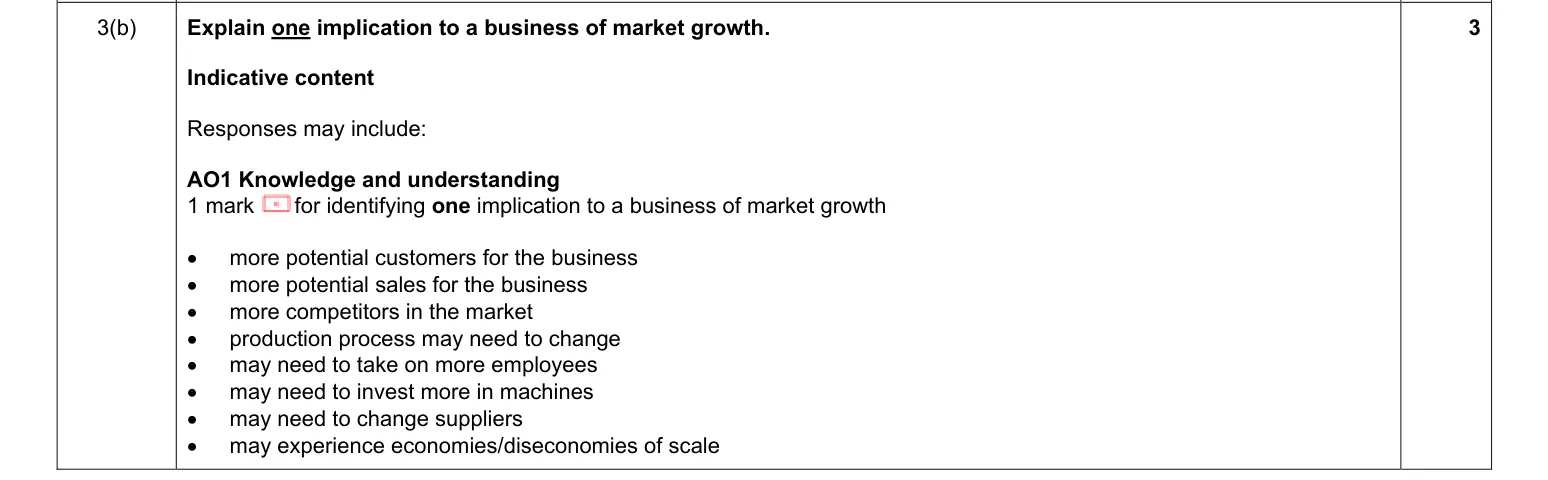 3(b) Explain one implication to a business of market growth. 3
Indicative content
Responses may include:
AO1 Knowledge and understanding
1 mark for identifying one implication to a business of market growth
• more potential customers for the business
• more potential sales for the business
• more competitors in the market
• production process may need to change
• may need to take on more employees
• may need to invest more in machines
• may need to change suppliers
• may experience economies/diseconomies of scale